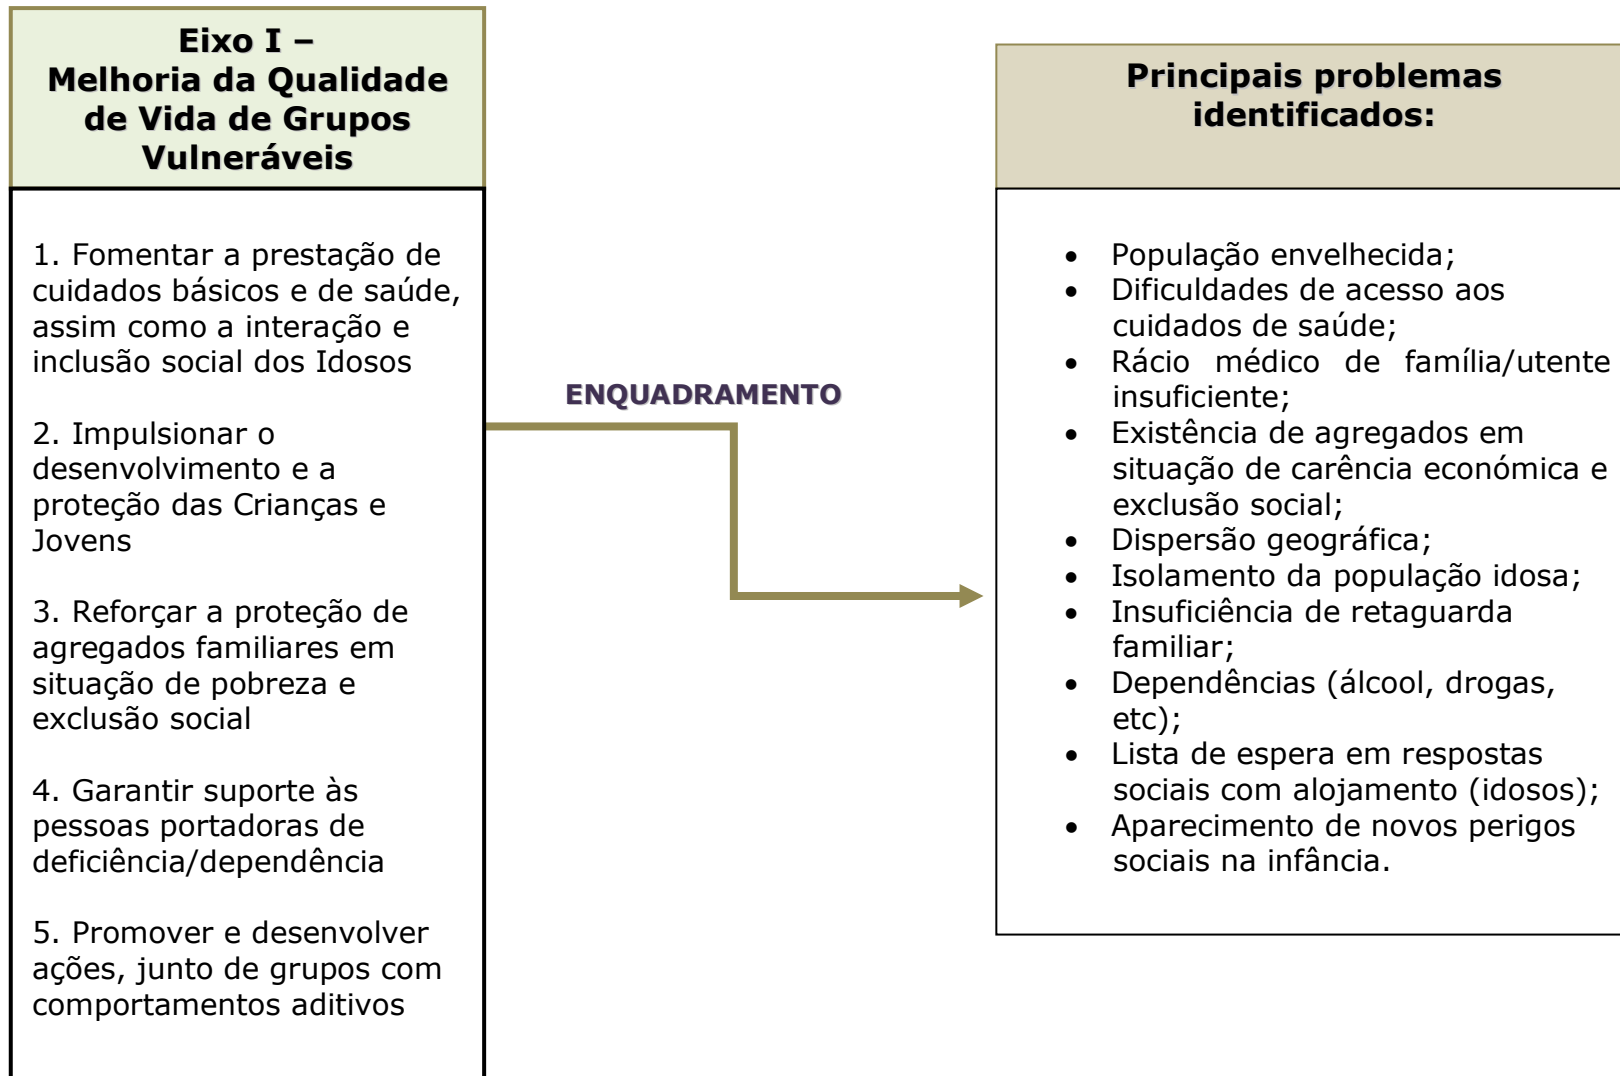 Eixo I –
Melhoria da Qualidade
de Vida de Grupos
Vulneráveis
1. Fomentar a prestação de
cuidados básicos e de saúde,
assim como a interação e
inclusão social dos Idosos
2. Impulsionar o
desenvolvimento e a
proteção das Crianças e
Jovens
3. Reforçar a proteção de
agregados familiares em
situação de pobreza e
exclusão social
4. Garantir suporte às
pessoas portadoras de
deficiência/dependência
5. Promover e desenvolver
ações, junto de grupos com
comportamentos aditivos
ENQUADRAMENTO
Principais problemas
identificados:
• População envelhecida;
• Dificuldades de acesso aos
cuidados de saúde;
• Rácio médico de família/utente
insuficiente;
• Existência de agregados em
situação de carência económica e
exclusão social;
• Dispersão geográfica;
• Isolamento da população idosa;
• Insuficiência de retaguarda
familiar;
• Dependências (álcool, drogas,
etc);
• Lista de espera em respostas
sociais com alojamento (idosos);
• Aparecimento de novos perigos
sociais na infância.